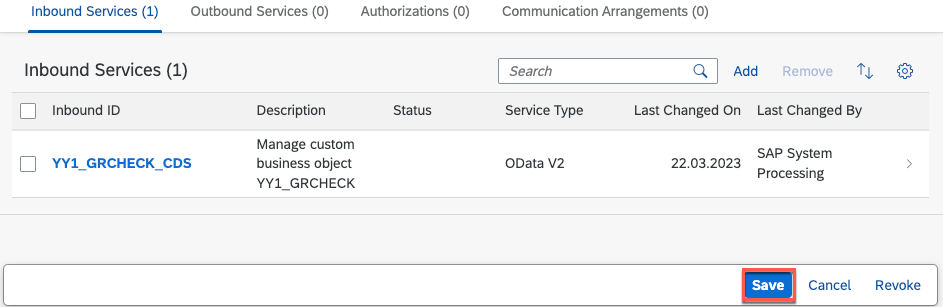 Inbound Services (1) Outbound Services (0) Authorizations (0) Communication Arrangements (0)
Inbound Services (1) Search Add Remove
Inbound ID Description Status Service Type Last Changed On Last Changed By
Manage custom
YY1_GRCHECK_CDS business object OData V2 22.03.2023 SAP System
YY1_GRCHECK Processing
Save Cancel Revoke